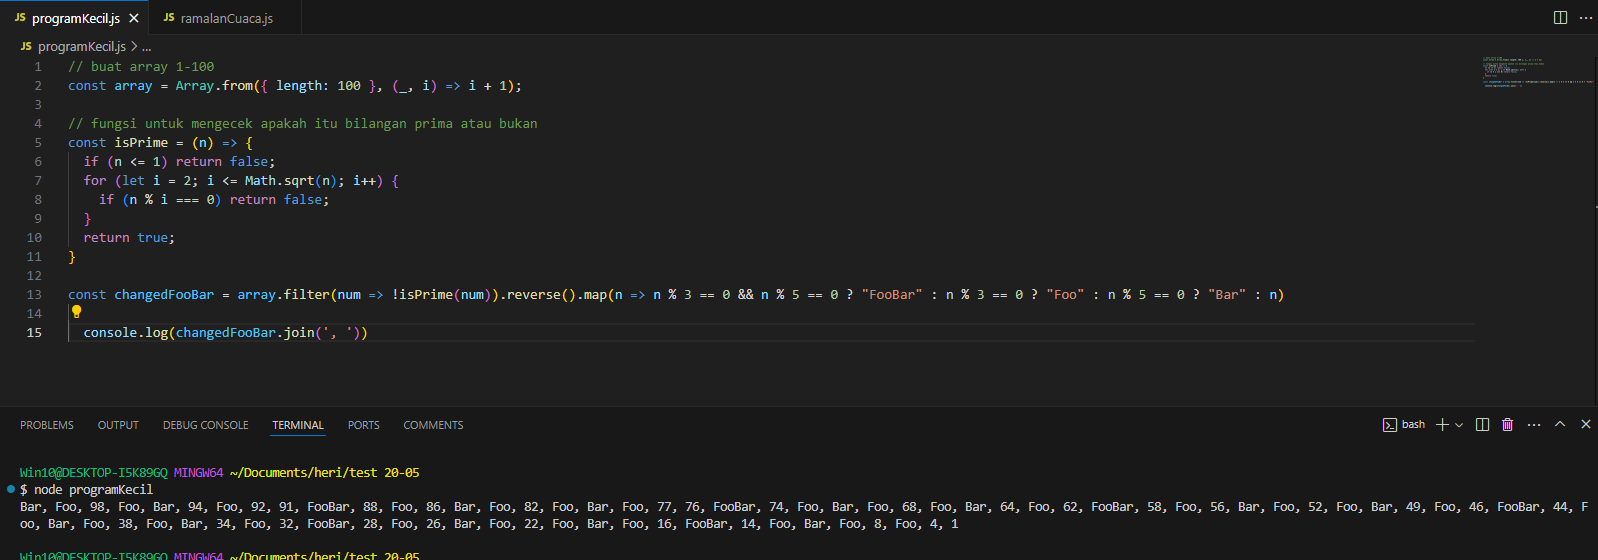 JS programKecil.js
JS ramalanCuaca.js
JS programKecil.js > ...
1 // buat array 1-100
2 const array = Array.from({ length: 100 }, (_, i) => i + 1);
3
4 // fungsi untuk mengecek apakah itu bilangan prima atau bukan
5 const isPrime = (n) => {
6 if (n <= 1) return false;
7 for (let i = 2; i <= Math.sqrt(n); i++) {
8 if (n % i === 0) return false;
9 }
10 return true;
11 }
12
13 const changedFooBar = array.filter(num => !isPrime(num)).reverse().map(n => n % 3 == 0 && n % 5 == 0 ? "FooBar" : n % 3 == 0 ? "Foo" : n % 5 == 0 ? "Bar" : n)
14
15 console.log(changedFooBar.join(', '))
PROBLEMS OUTPUT DEBUG CONSOLE TERMINAL PORTS COMMENTS
bash
Win10@DESKTOP-I5K89GQ MINGW64 ~/Documents/heri/test 20-05
$ node programKecil
Bar, Foo, 98, Foo, Bar, 94, Foo, 92, 91, FooBar, 88, Foo, 86, Bar, Foo, 82, Foo, Bar, Foo, 77, 76, FooBar, 74, Foo, Bar, Foo, 68, Foo, Bar, 64, Foo, 62, FooBar, 58, Foo, 56, Bar, Foo, 52, Foo, Bar, 49, Foo, 46, FooBar, 44, F
oo, Bar, Foo, 38, Foo, Bar, 34, Foo, 32, FooBar, 28, Foo, 26, Bar, Foo, 22, Foo, Bar, Foo, 16, FooBar, 14, Foo, Bar, Foo, 8, Foo, 4, 1
Win10@DESKTOP-I5K89GQ MINGW64 ~/Documents/heri/test 20-05